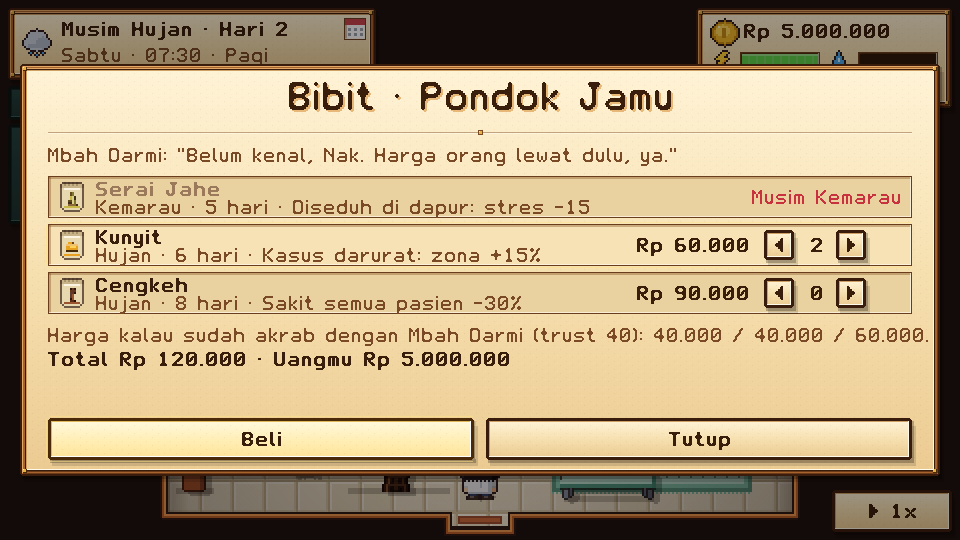 Musim Hujan · Hari 2
Sabtu · 07:30 · Pagi
Rp 5.000.000
Bibit · Pondok Jamu
Mbah Darmi: "Belum kenal, Nak. Harga orang lewat dulu, ya."
Serai Jahe
Kemarau · 5 hari · Diseduh di dapur: stres -15
Musim Kemarau
Kunyit
Hujan · 6 hari · Kasus darurat: zona +15%
Rp 60.000 2
Cengkeh
Hujan · 8 hari · Sakit semua pasien -30%
Rp 90.000 0
Harga kalau sudah akrab dengan Mbah Darmi (trust 40): 40.000 / 40.000 / 60.000.
Total Rp 120.000 · Uangmu Rp 5.000.000
Beli
Tutup
1x